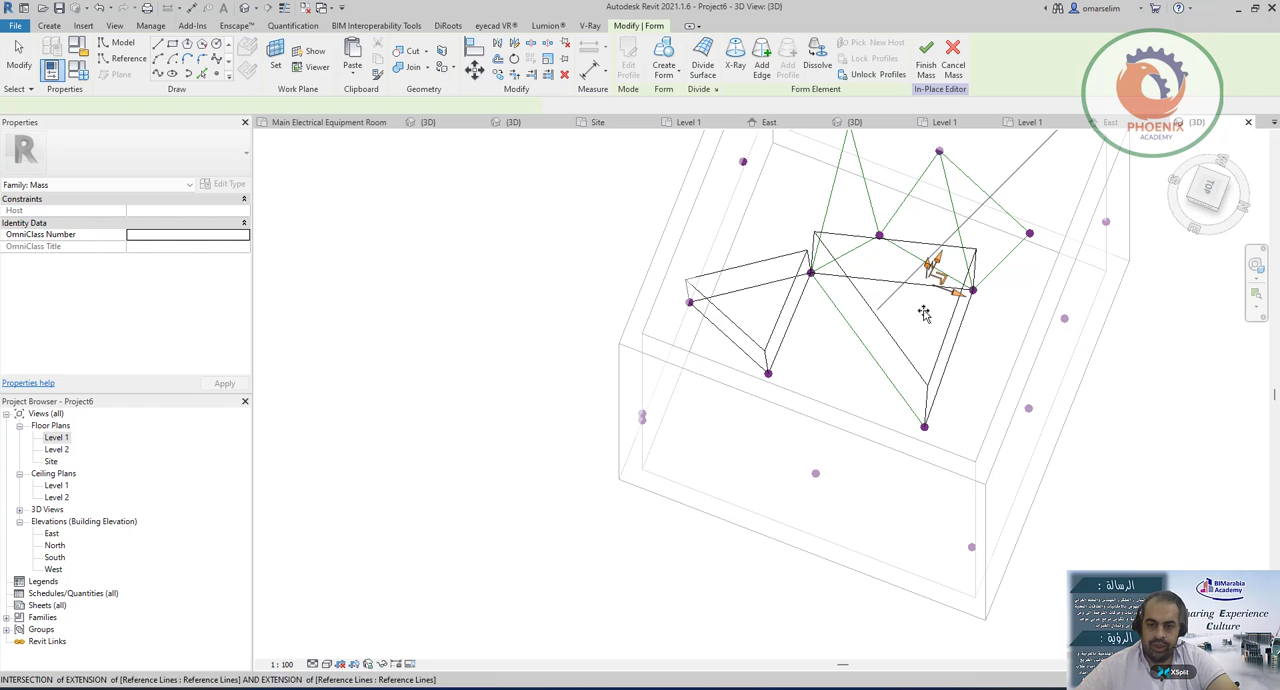 Autodesk Revit 2021.1.6 - Project6 - 3D View: {3D}
omarselim
File
Create
Insert
View
Manage
Add-Ins
Enscape™
Quantification
BIM Interoperability Tools
DiRoots
eyecad VR®
Lumion®
V-Ray
Modify | Form
Modify
Model
Reference
Plane
Set
Show
Viewer
Paste
Cut
Join
Edit
Profile
Create
Form
Divide
Surface
X-Ray
Add
Edge
Add
Profile
Dissolve
Pick New Host
Lock Profiles
Unlock Profiles
Finish
Mass
Cancel
Mass
Select
Properties
Draw
Work Plane
Clipboard
Geometry
Modify
Measure
Mode
Form
Divide
Form Element
In-Place Editor
PHOENIX
ACADEMY
Properties
Main Electrical Equipment Room
{3D}
{3D}
Site
Level 1
East
{3D}
Level 1
Level 1
East
{3D}
Family: Mass
Edit Type
Constraints
Host
Identity Data
OmniClass Number
OmniClass Title
Properties help
Apply
TOP
Project Browser - Project6
Views (all)
Floor Plans
Level 1
Level 2
Site
Ceiling Plans
Level 1
Level 2
3D Views
Elevations (Building Elevation)
East
North
South
West
Legends
Schedules/Quantities (all)
Sheets (all)
Families
Groups
Revit Links
1 : 100
INTERSECTION of EXTENSION of [Reference Lines : Reference Lines] AND EXTENSION of [Reference Lines : Reference Lines]
الرسالة :
الرؤية :
BIMarabia
Academy
haring Experience
Culture
XSplit